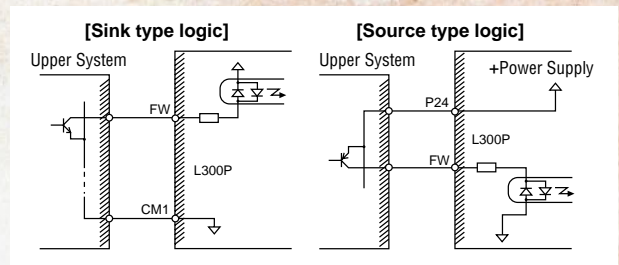 [Sink type logic]
Upper System
FW
L300P
CM1
[Source type logic]
Upper System
+Power Supply
P24
L300P
FW